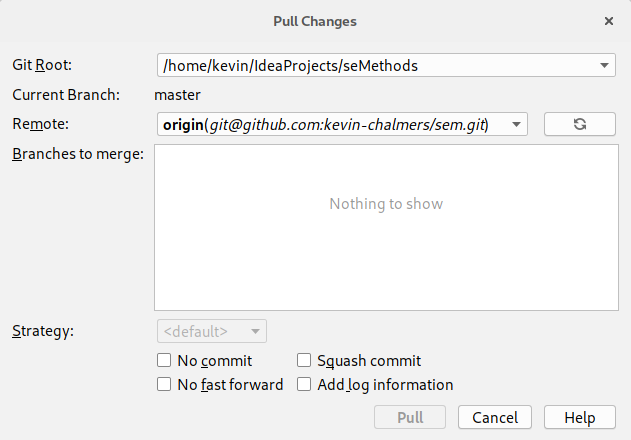 Pull Changes
Git Root: /home/kevin/IdeaProjects/seMethods
Current Branch: master
Remote: origin(git@github.com:kevin-chalmers/sem.git)
Branches to merge:
Nothing to show
Strategy: <default>
No commit Squash commit
No fast forward Add log information
Pull Cancel Help